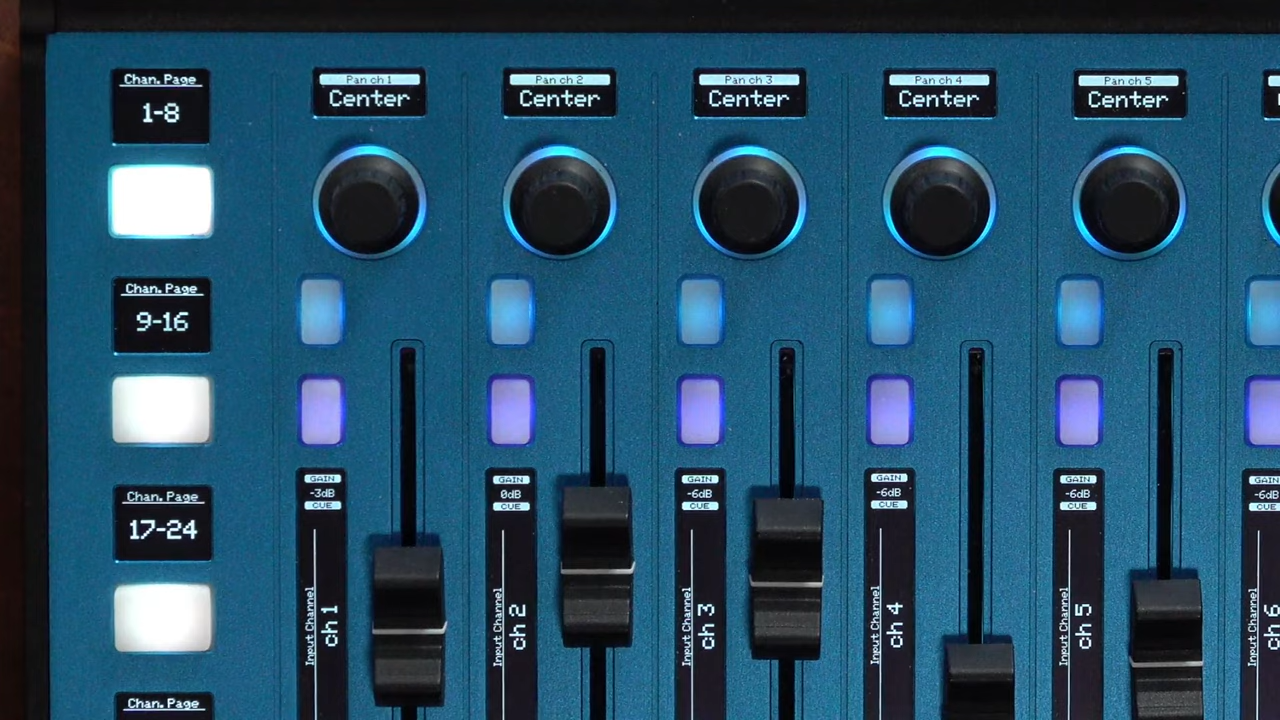 Chan. Page
1-8
Pan ch 1
Center
Pan ch 2
Center
Pan ch 3
Center
Pan ch 4
Center
Pan ch 5
Center
Chan. Page
9-16
Chan. Page
17-24
Chan. Page
GAIN
-3dB
CUE
Input Channel
ch 1
GAIN
0dB
CUE
Input Channel
ch 2
GAIN
-6dB
CUE
Input Channel
ch 3
GAIN
-6dB
CUE
Input Channel
ch 4
GAIN
-6dB
CUE
Input Channel
ch 5
GAIN
-6dB
CUE
Input Channel
ch 6